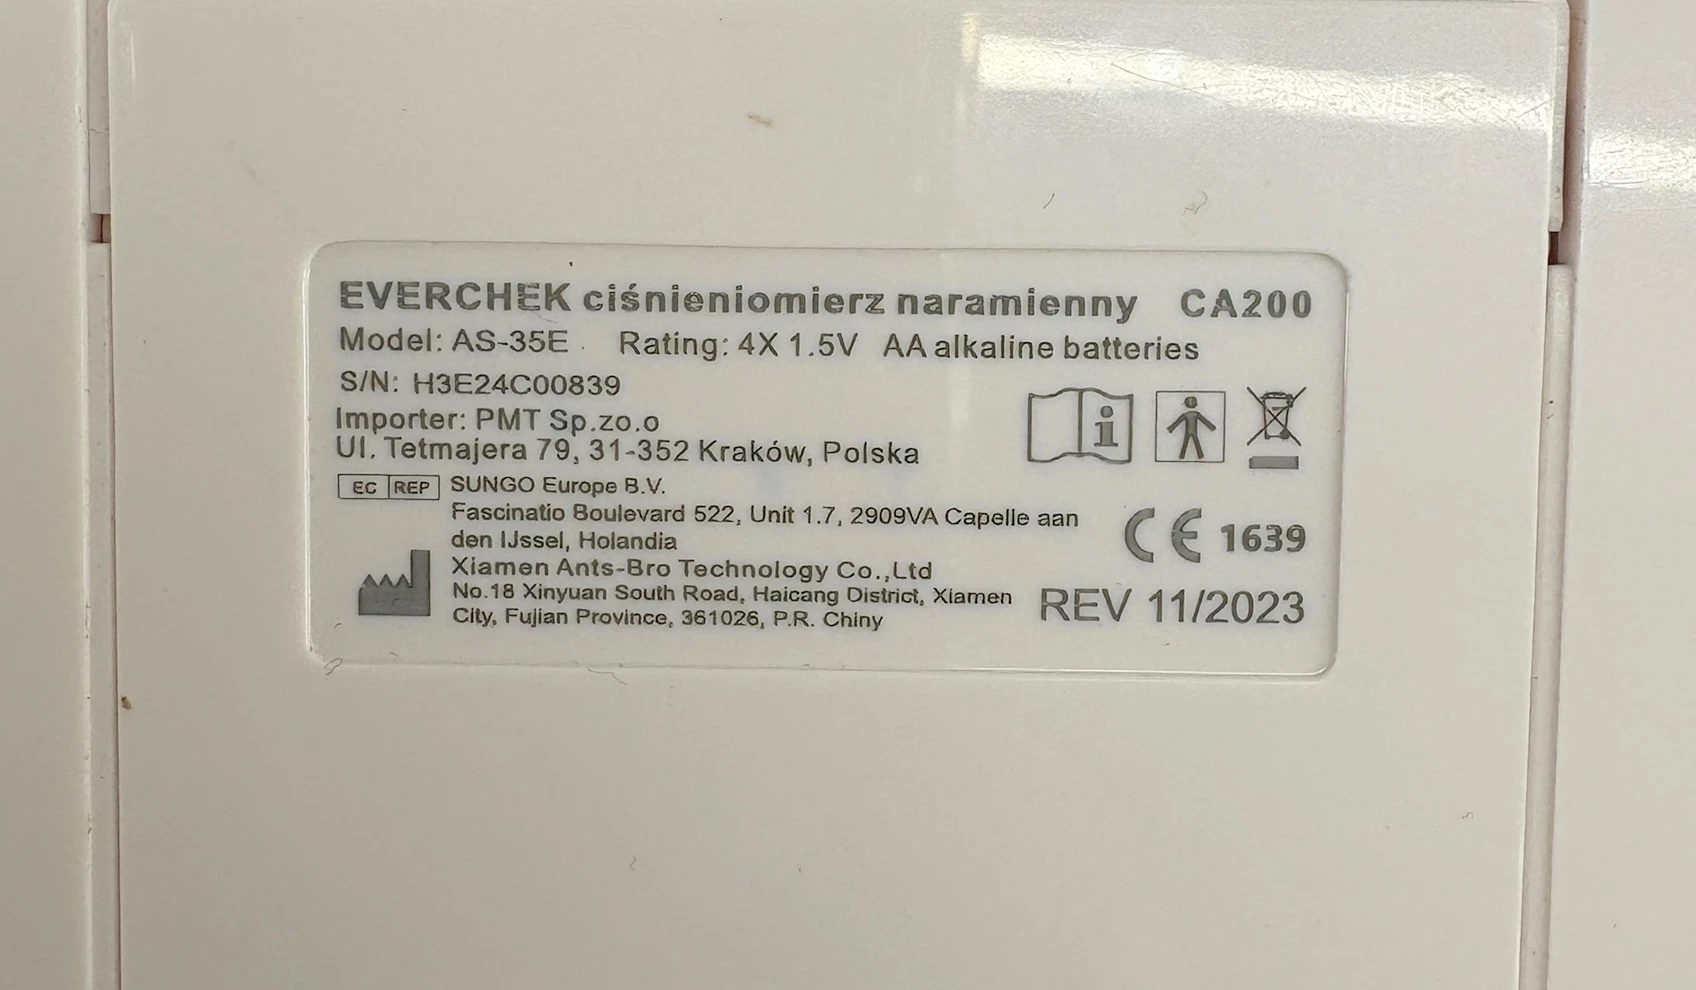 EVERCHEK ciśnieniomierz naramienny CA200
Model: AS-35E Rating: 4X 1.5V AA alkaline batteries
S/N: H3E24C00839
Importer: PMT Sp.zo.o
Ul. Tetmajera 79, 31-352 Kraków, Polska
EC REP SUNGO Europe B.V.
Fascinatio Boulevard 522, Unit 1.7, 2909VA Capelle aan
den IJssel, Holandia
CE 1639
Xiamen Ants-Bro Technology Co.,Ltd
No.18 Xinyuan South Road, Haicang District, Xiamen
City, Fujian Province, 361026, P.R. Chiny
REV 11/2023